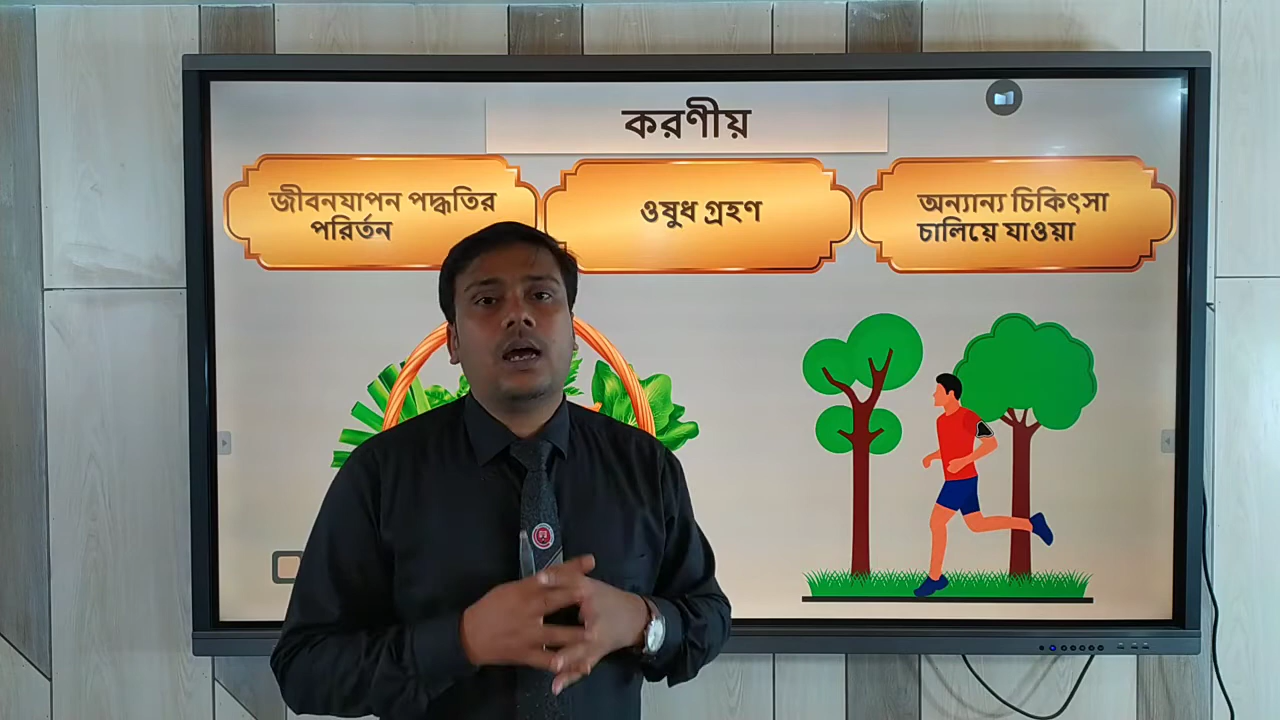 করণীয়
জীবনযাপন পদ্ধতির
পরির্তন
ওষুধ গ্রহণ
অন্যান্য চিকিৎসা
চালিয়ে যাওয়া